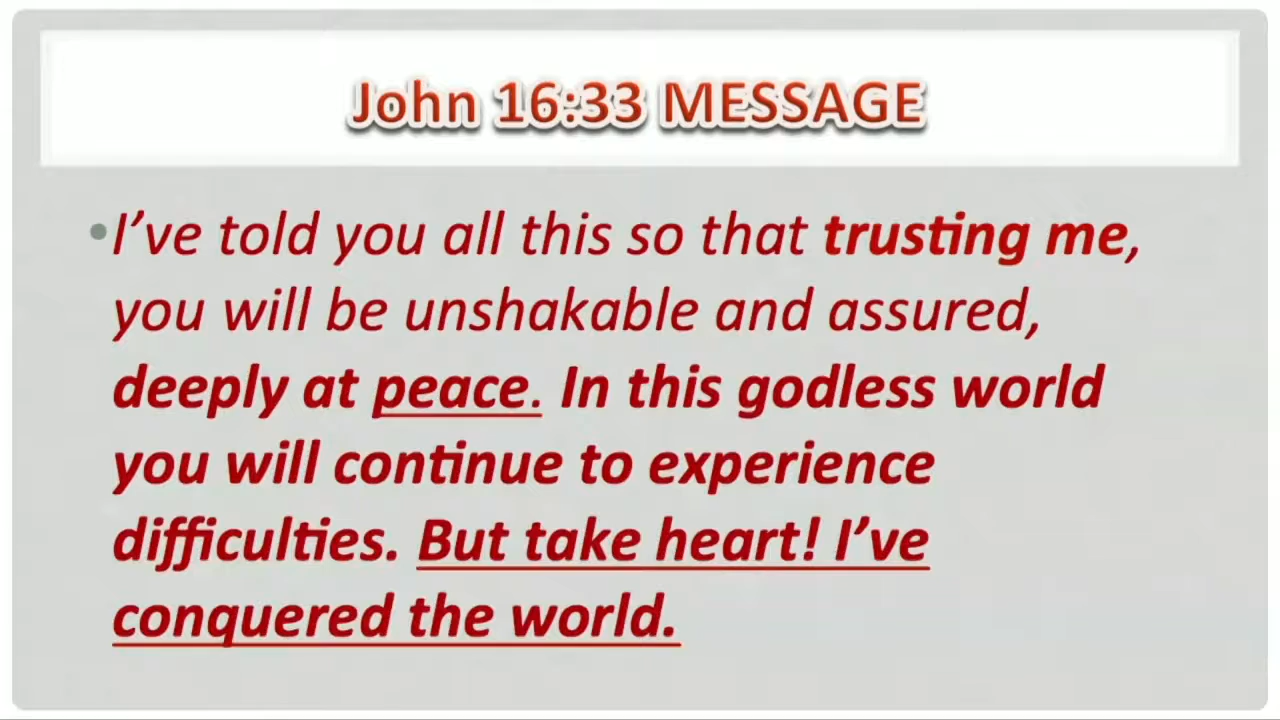 John 16:33 MESSAGE
•I’ve told you all this so that trusting me,
you will be unshakable and assured,
deeply at peace. In this godless world
you will continue to experience
difficulties. But take heart! I’ve
conquered the world.